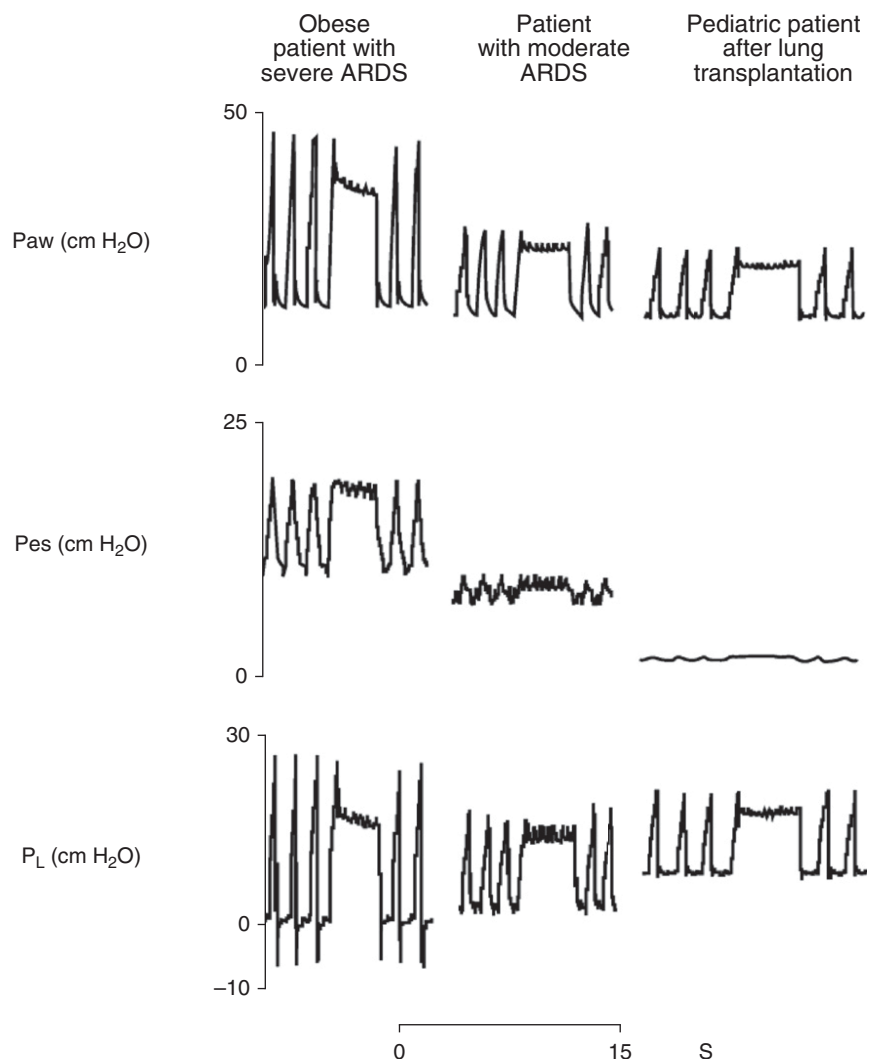 Obese
patient with
severe ARDS
Patient
with moderate
ARDS
Pediatric patient
after lung
transplantation
50
Paw (cm H₂O)
0
25
Pes (cm H₂O)
0
30
P_L (cm H₂O)
0
–10
0 15 S